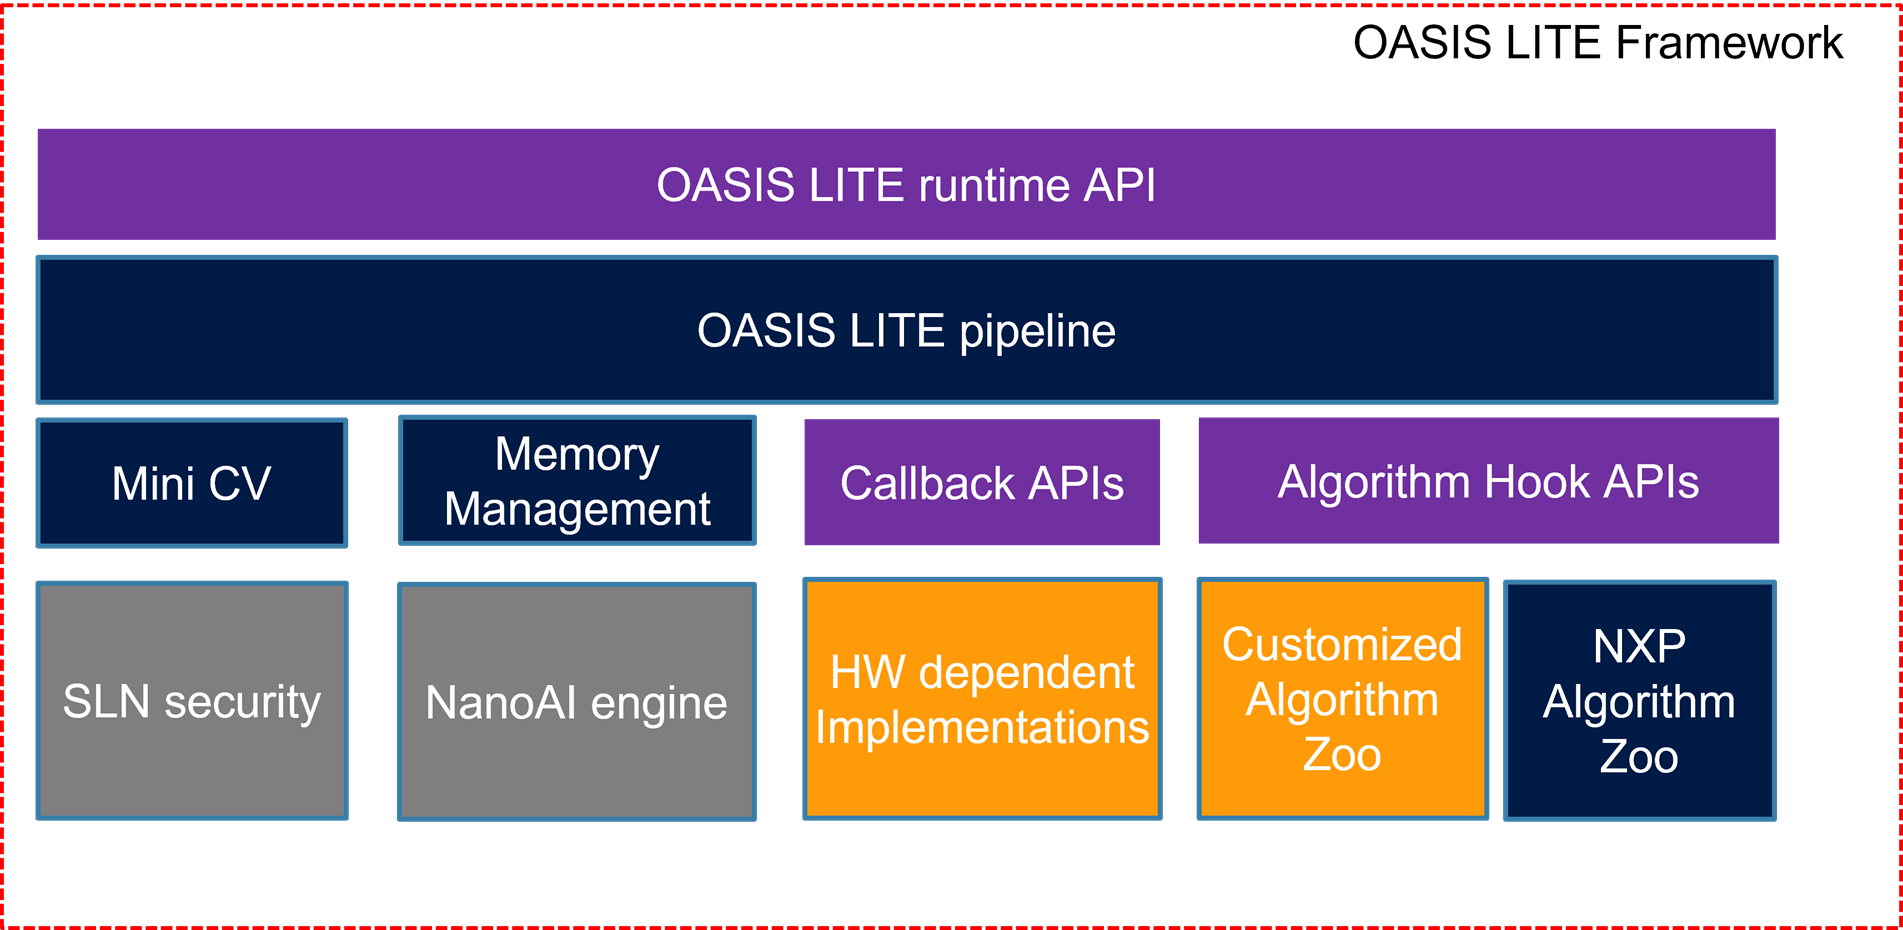 OASIS LITE Framework
OASIS LITE runtime API
OASIS LITE pipeline
Mini CV
Memory
Management
Callback APIs
Algorithm Hook APIs
SLN security
NanoAI engine
HW dependent
Implementations
Customized
Algorithm
Zoo
NXP
Algorithm
Zoo